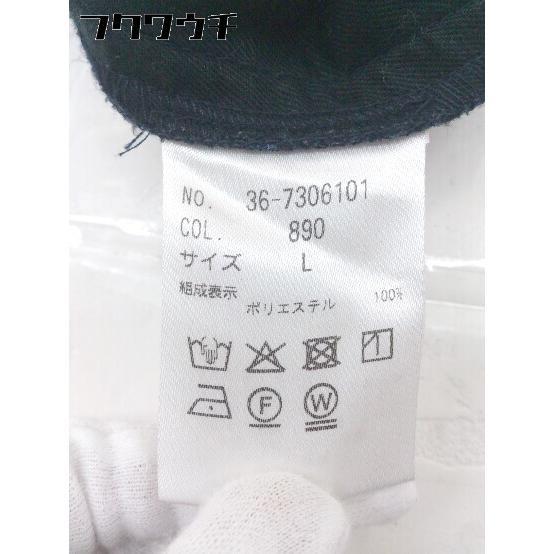 フクワウチ
NO. 36-7306101
COL. 890
サイズ L
組成表示
ポリエステル 100%
F W